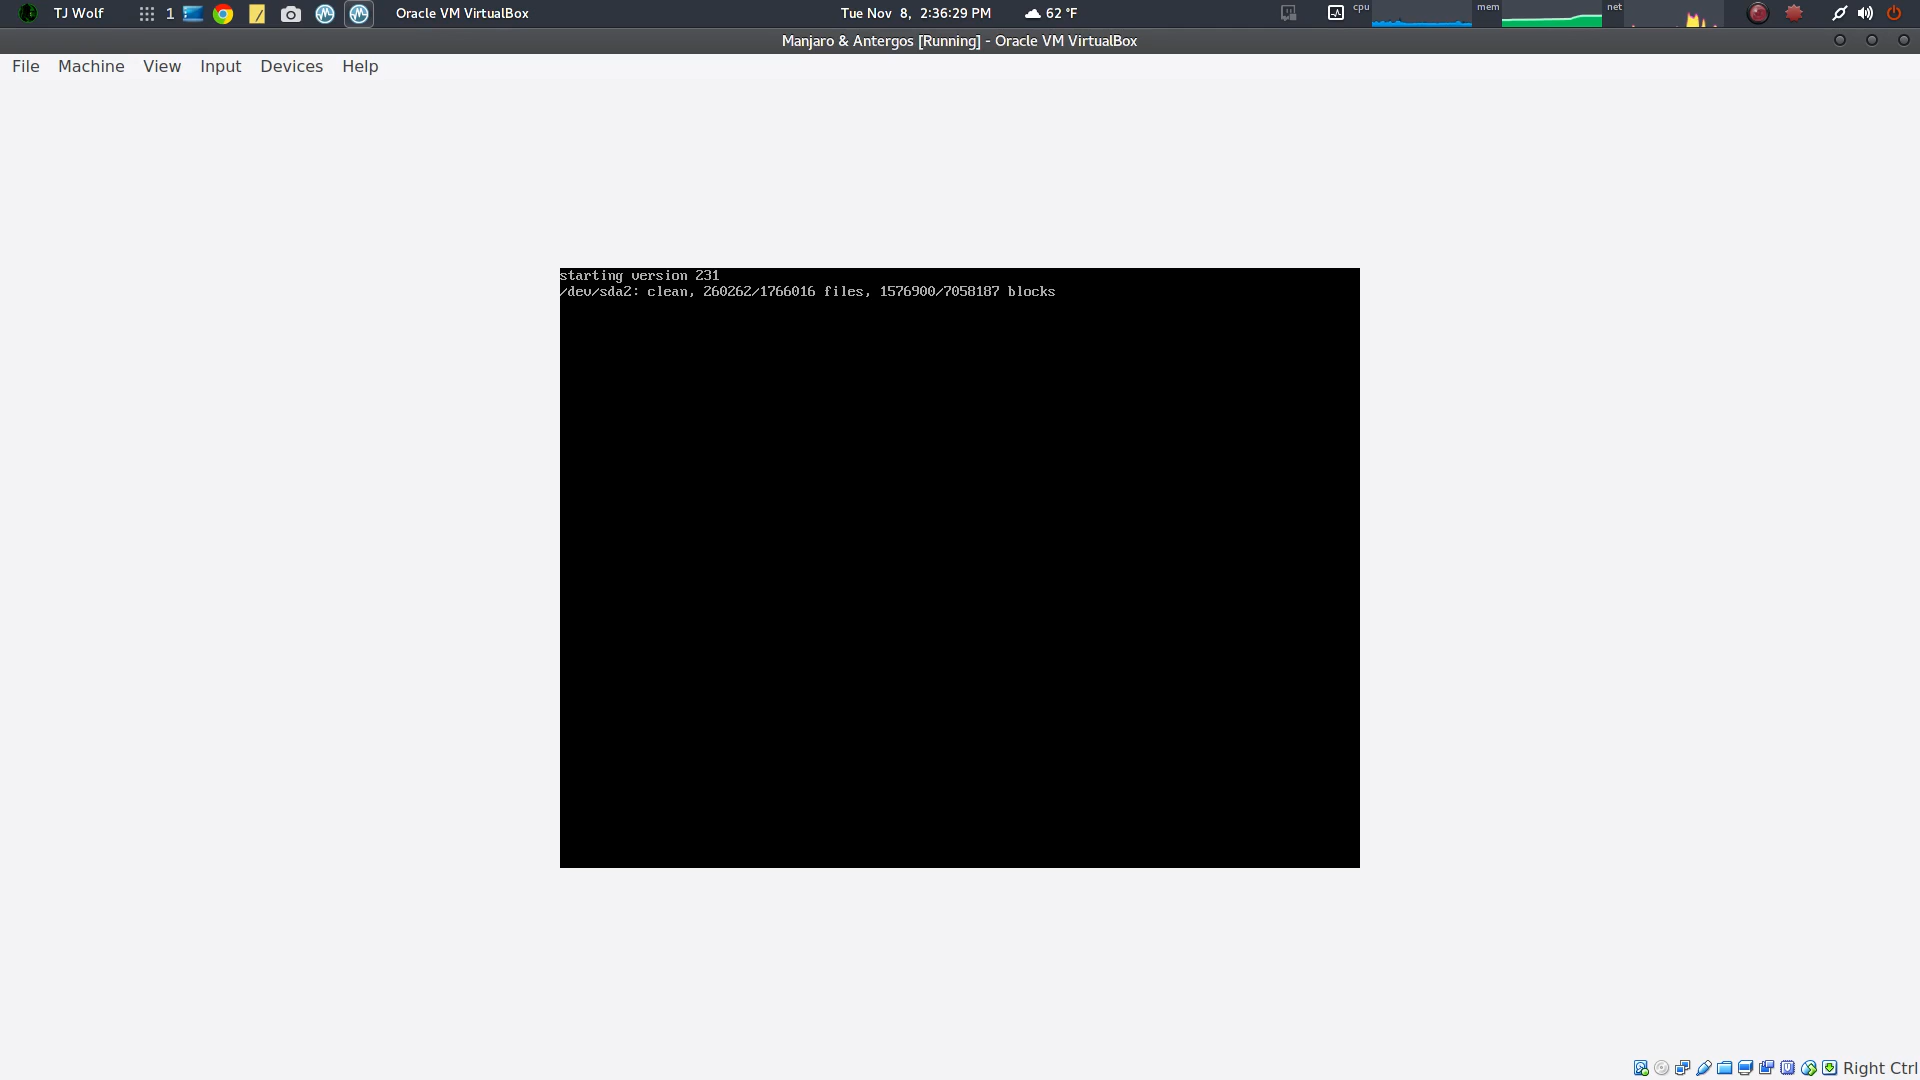 TJ Wolf 1 Oracle VM VirtualBox Tue Nov 8, 2:36:29 PM 62 °F cpu mem net
Manjaro & Antergos [Running] - Oracle VM VirtualBox
File Machine View Input Devices Help
starting version 231
/dev/sda2: clean, 260262/1766016 files, 1576900/7058187 blocks
Right Ctrl